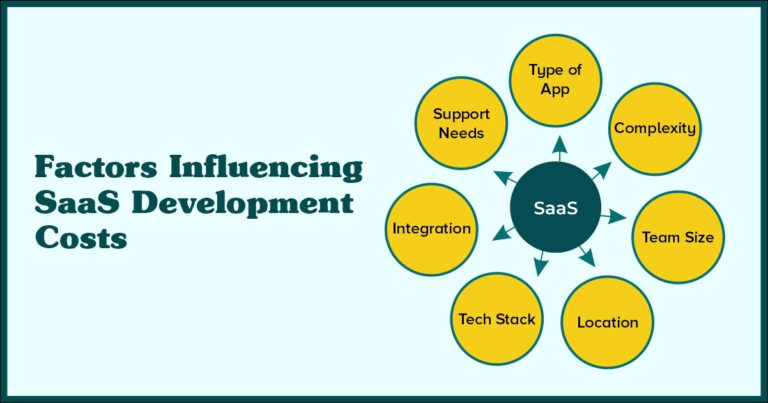 Factors Influencing
SaaS Development
Costs
Type of
App
Support
Needs
Complexity
SaaS
Integration
Team Size
Tech Stack
Location